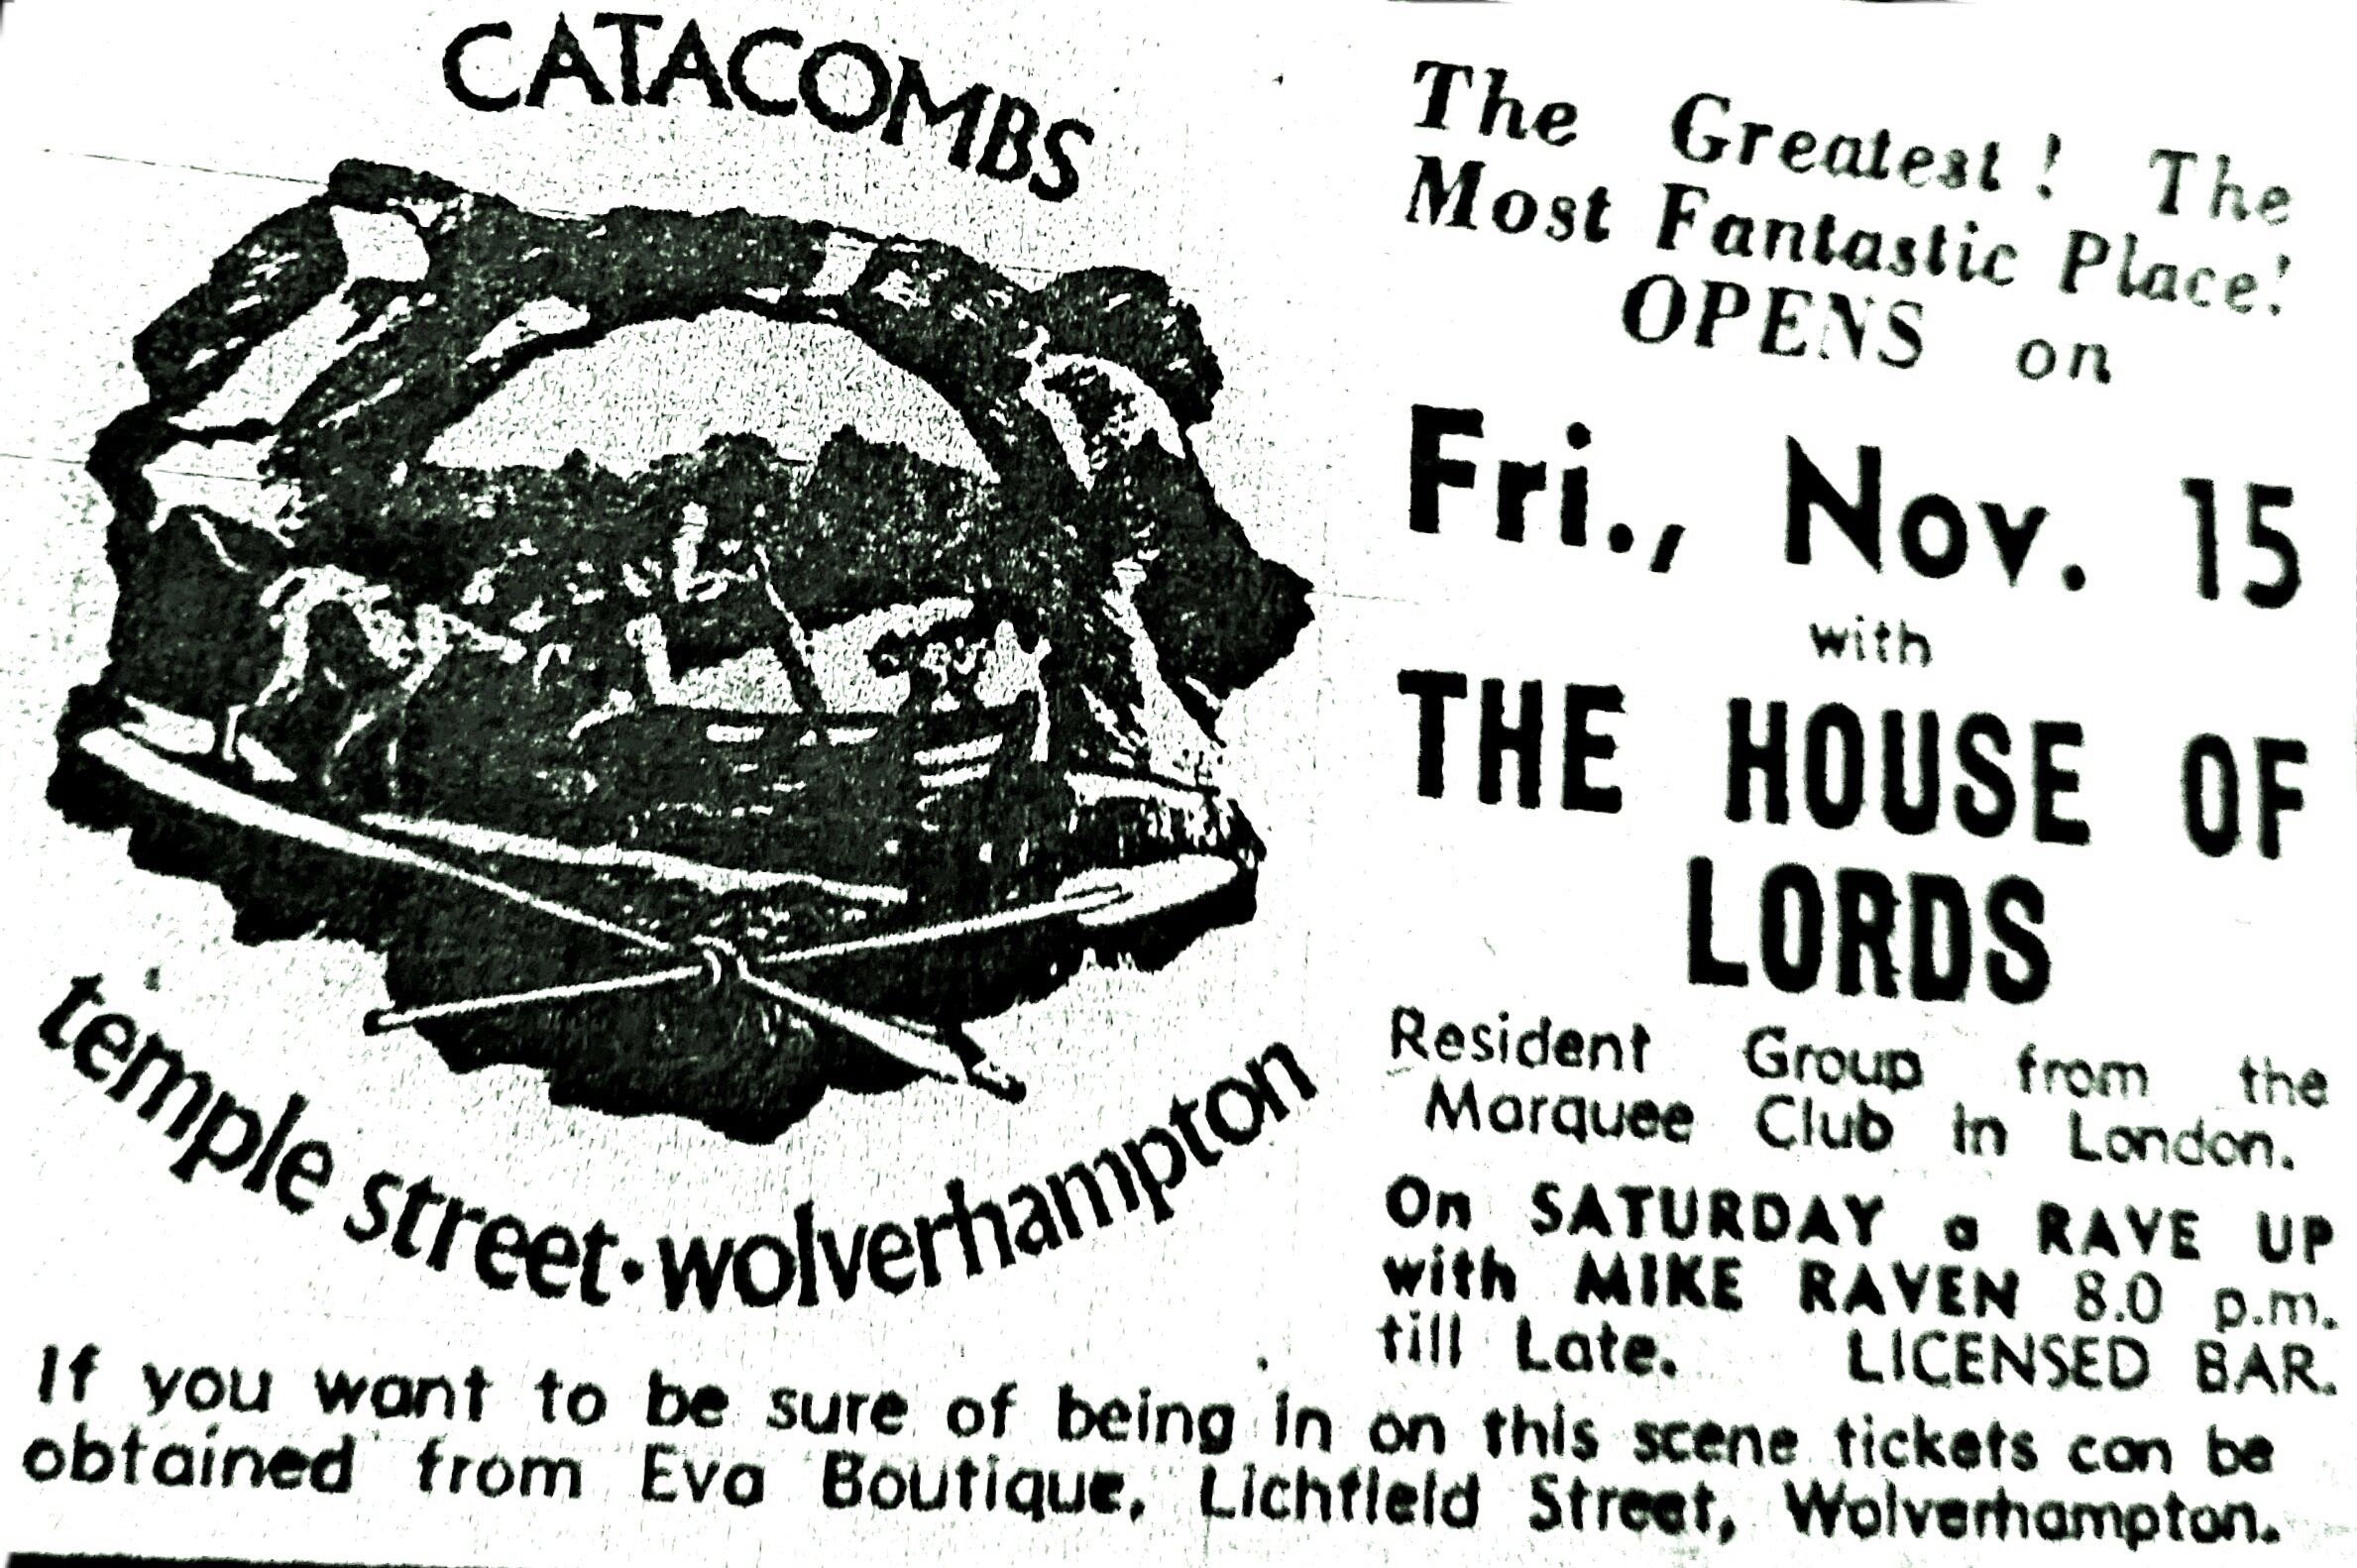 CATACOMBS
temple street · wolverhampton
The Greatest! The
Most Fantastic Place!
OPENS on
Fri., Nov. 15
with
THE HOUSE OF
LORDS
Resident Group from the
Marquee Club in London.
On SATURDAY a RAVE UP
with MIKE RAVEN 8.0 p.m.
till Late. LICENSED BAR.
If you want to be sure of being in on this scene tickets can be
obtained from Eva Boutique, Lichfield Street, Wolverhampton.